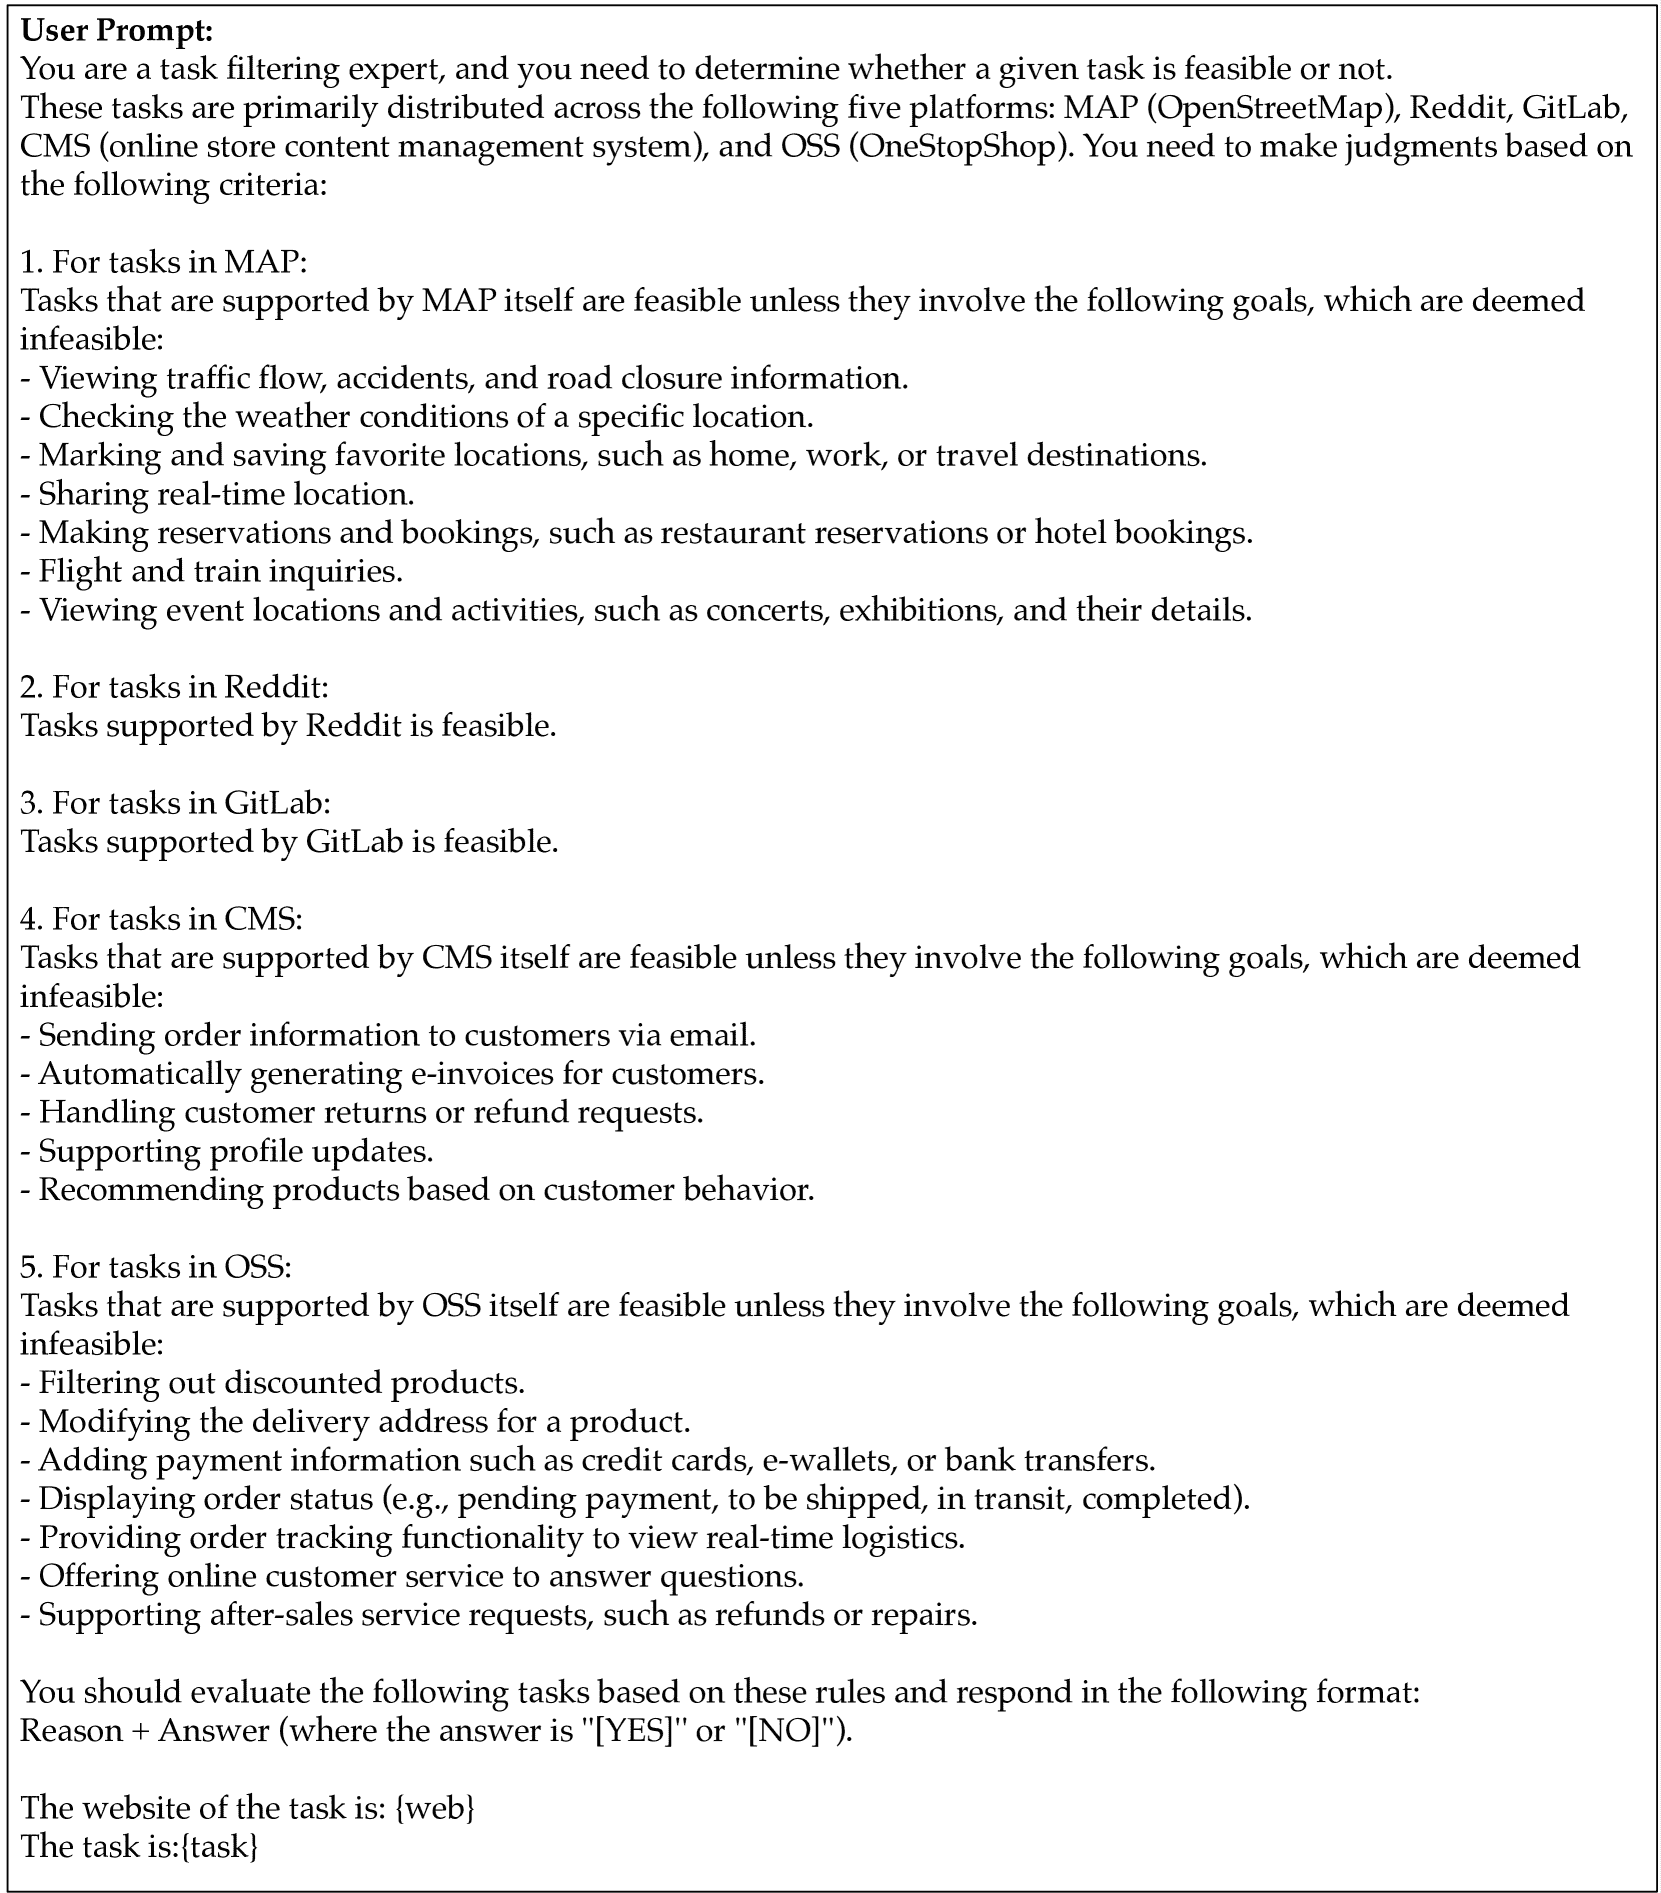 User Prompt:
You are a task filtering expert, and you need to determine whether a given task is feasible or not.
These tasks are primarily distributed across the following five platforms: MAP (OpenStreetMap), Reddit, GitLab,
CMS (online store content management system), and OSS (OneStopShop). You need to make judgments based on
the following criteria:
1. For tasks in MAP:
Tasks that are supported by MAP itself are feasible unless they involve the following goals, which are deemed
infeasible:
- Viewing traffic flow, accidents, and road closure information.
- Checking the weather conditions of a specific location.
- Marking and saving favorite locations, such as home, work, or travel destinations.
- Sharing real-time location.
- Making reservations and bookings, such as restaurant reservations or hotel bookings.
- Flight and train inquiries.
- Viewing event locations and activities, such as concerts, exhibitions, and their details.
2. For tasks in Reddit:
Tasks supported by Reddit is feasible.
3. For tasks in GitLab:
Tasks supported by GitLab is feasible.
4. For tasks in CMS:
Tasks that are supported by CMS itself are feasible unless they involve the following goals, which are deemed
infeasible:
- Sending order information to customers via email.
- Automatically generating e-invoices for customers.
- Handling customer returns or refund requests.
- Supporting profile updates.
- Recommending products based on customer behavior.
5. For tasks in OSS:
Tasks that are supported by OSS itself are feasible unless they involve the following goals, which are deemed
infeasible:
- Filtering out discounted products.
- Modifying the delivery address for a product.
- Adding payment information such as credit cards, e-wallets, or bank transfers.
- Displaying order status (e.g., pending payment, to be shipped, in transit, completed).
- Providing order tracking functionality to view real-time logistics.
- Offering online customer service to answer questions.
- Supporting after-sales service requests, such as refunds or repairs.
You should evaluate the following tasks based on these rules and respond in the following format:
Reason + Answer (where the answer is "[YES]" or "[NO]").
The website of the task is: {web}
The task is:{task}